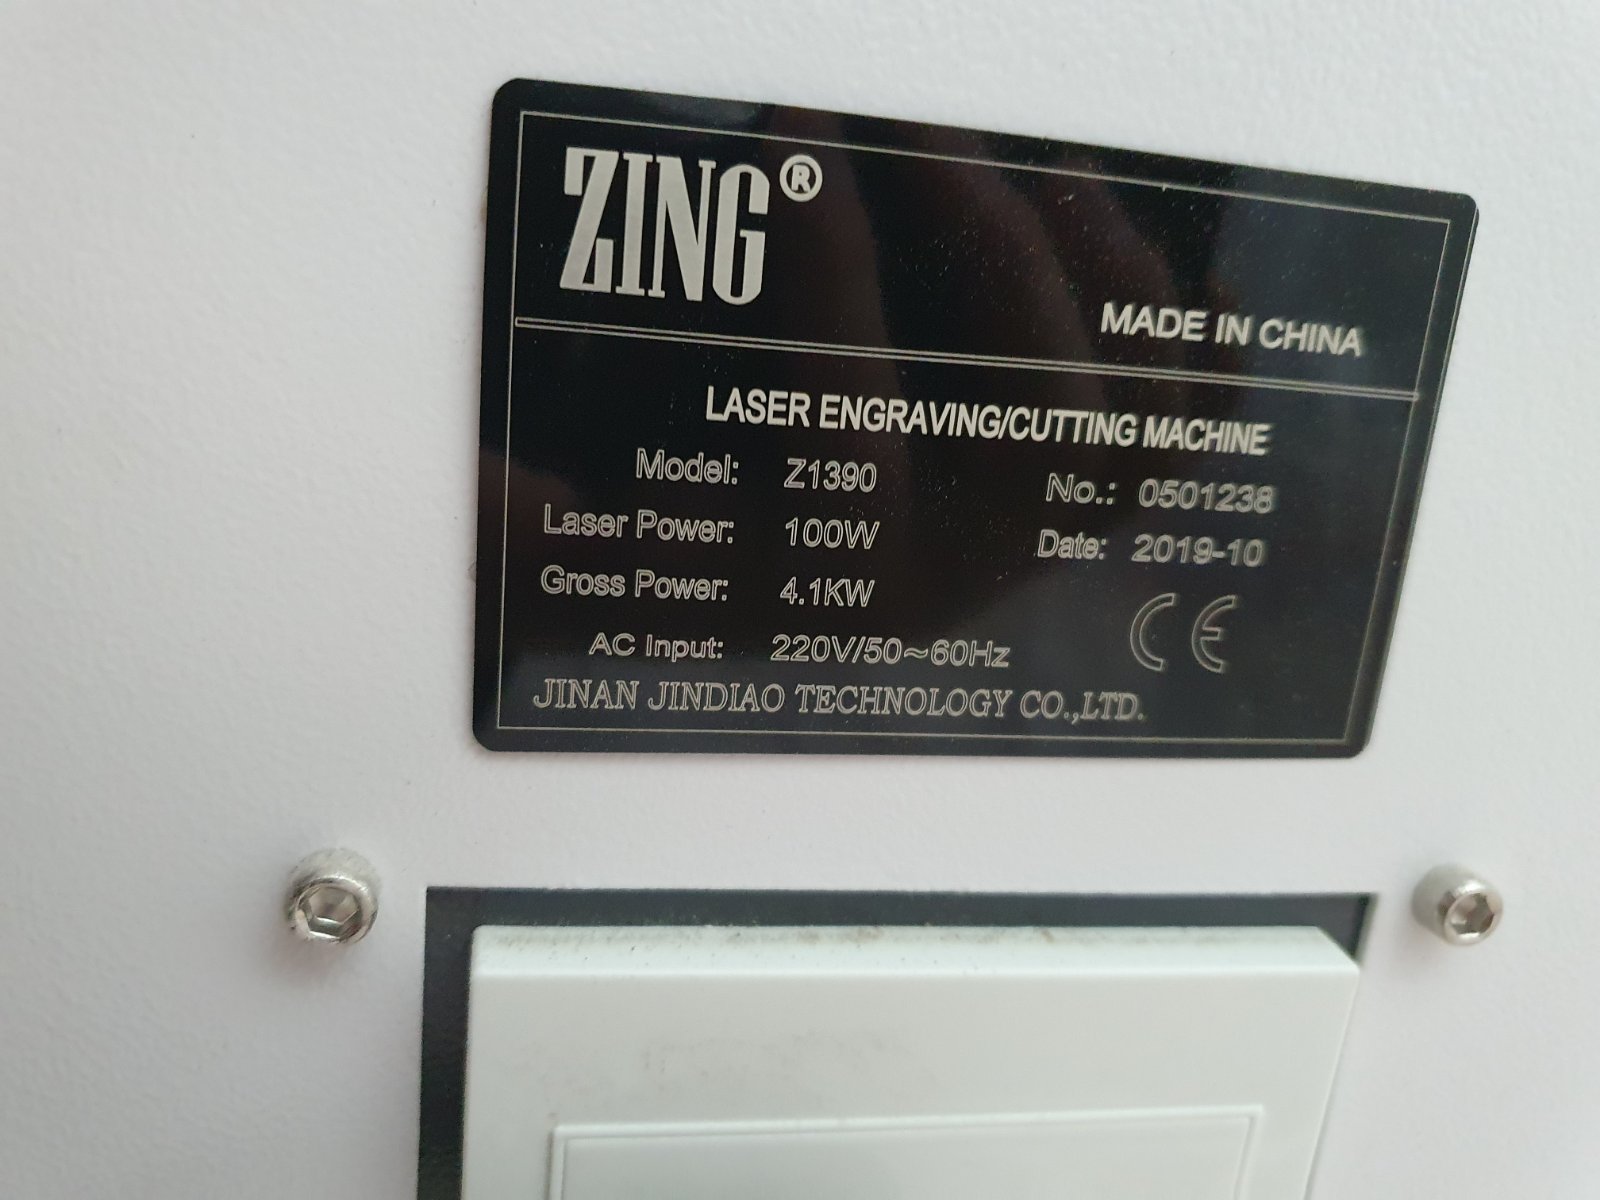 ZING®
MADE IN CHINA
LASER ENGRAVING/CUTTING MACHINE
Model: Z1390 No.: 0501238
Laser Power: 100W Date: 2019-10
Gross Power: 4.1KW
AC Input: 220V/50~60Hz CE
JINAN JINDIAO TECHNOLOGY CO.,LTD.